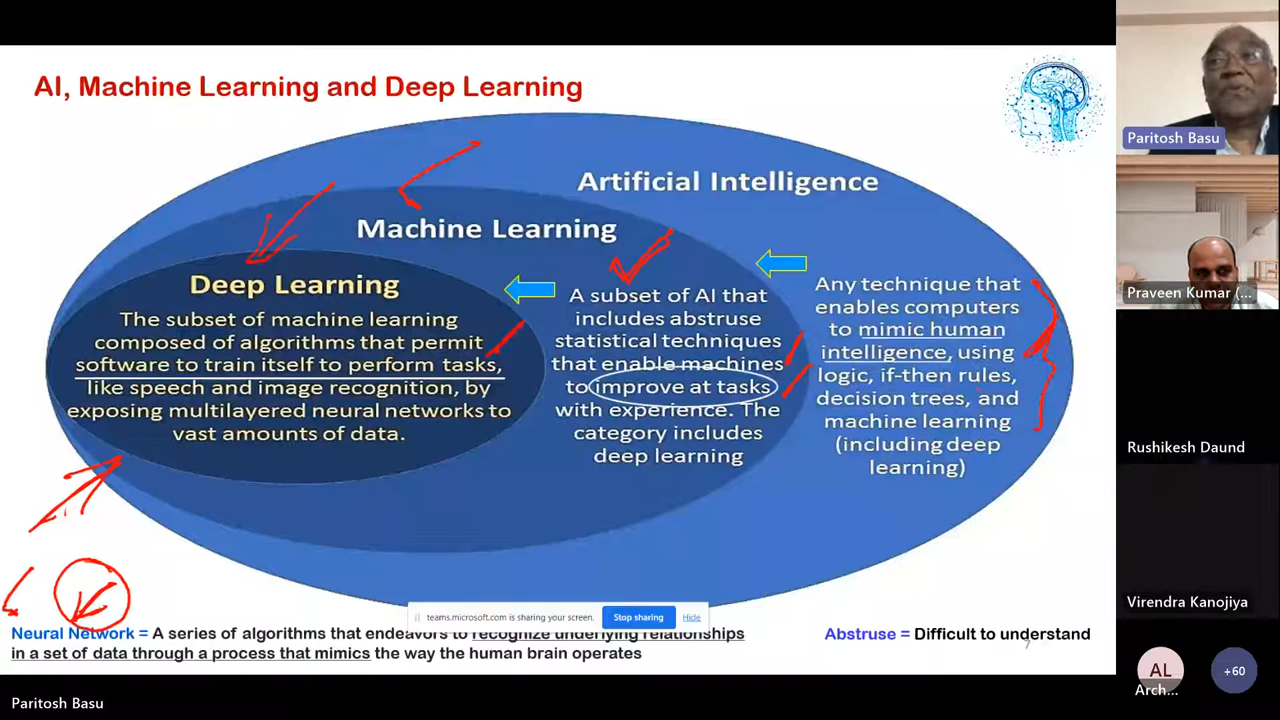 AI, Machine Learning and Deep Learning
Artificial Intelligence
Machine Learning
Deep Learning
The subset of machine learning
composed of algorithms that permit
software to train itself to perform tasks,
like speech and image recognition, by
exposing multilayered neural networks to
vast amounts of data.
A subset of AI that
includes abstruse
statistical techniques
that enable machines
to improve at tasks
with experience. The
category includes
deep learning
Any technique that
enables computers
to mimic human
intelligence, using
logic, if-then rules,
decision trees, and
machine learning
(including deep
learning)
teams.microsoft.com is sharing your screen.
Stop sharing
Hide
Neural Network = A series of algorithms that endeavors to recognize underlying relationships
in a set of data through a process that mimics the way the human brain operates
Abstruse = Difficult to understand
7
Paritosh Basu
Paritosh Basu
Praveen Kumar (...
Rushikesh Daund
Virendra Kanojiya
AL
Arch...
+60